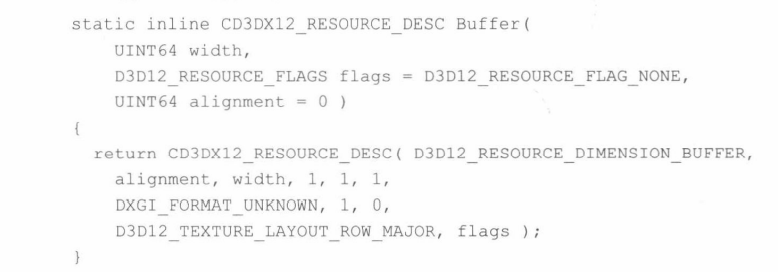 static inline CD3DX12_RESOURCE_DESC Buffer(
    UINT64 width,
    D3D12_RESOURCE_FLAGS flags = D3D12_RESOURCE_FLAG_NONE,
    UINT64 alignment = 0 )
{
  return CD3DX12_RESOURCE_DESC( D3D12_RESOURCE_DIMENSION_BUFFER,
    alignment, width, 1, 1, 1,
    DXGI_FORMAT_UNKNOWN, 1, 0,
    D3D12_TEXTURE_LAYOUT_ROW_MAJOR, flags );
}